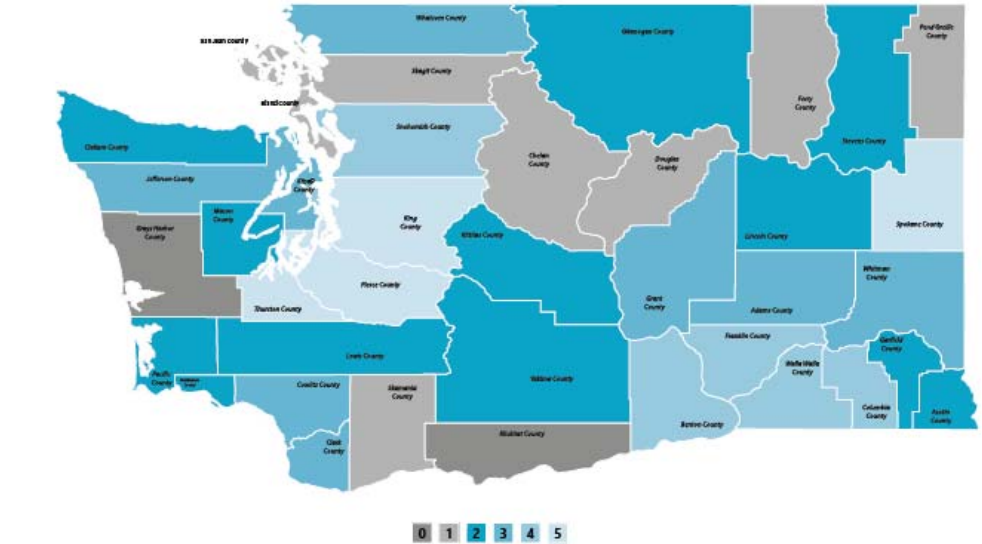 Whatcom County
Okanogan County
Pend Oreille
County
San Juan County
Skagit County
Island County
Ferry
County
Snohomish County
Stevens County
Clallam County
Chelan
County
Douglas
County
Jefferson County
Kitsap
County
Mason
County
King
County
Spokane County
Grays Harbor
County
Kittitas County
Lincoln County
Whitman
County
Pierce County
Grant
County
Thurston County
Adams County
Franklin County
Garfield
County
Lewis County
Walla Walla
County
Pacific
County
Yakima County
Cowlitz County
Skamania
County
Columbia
County
Asotin
County
Benton County
Klickitat County
Clark
County
0 1 2 3 4 5